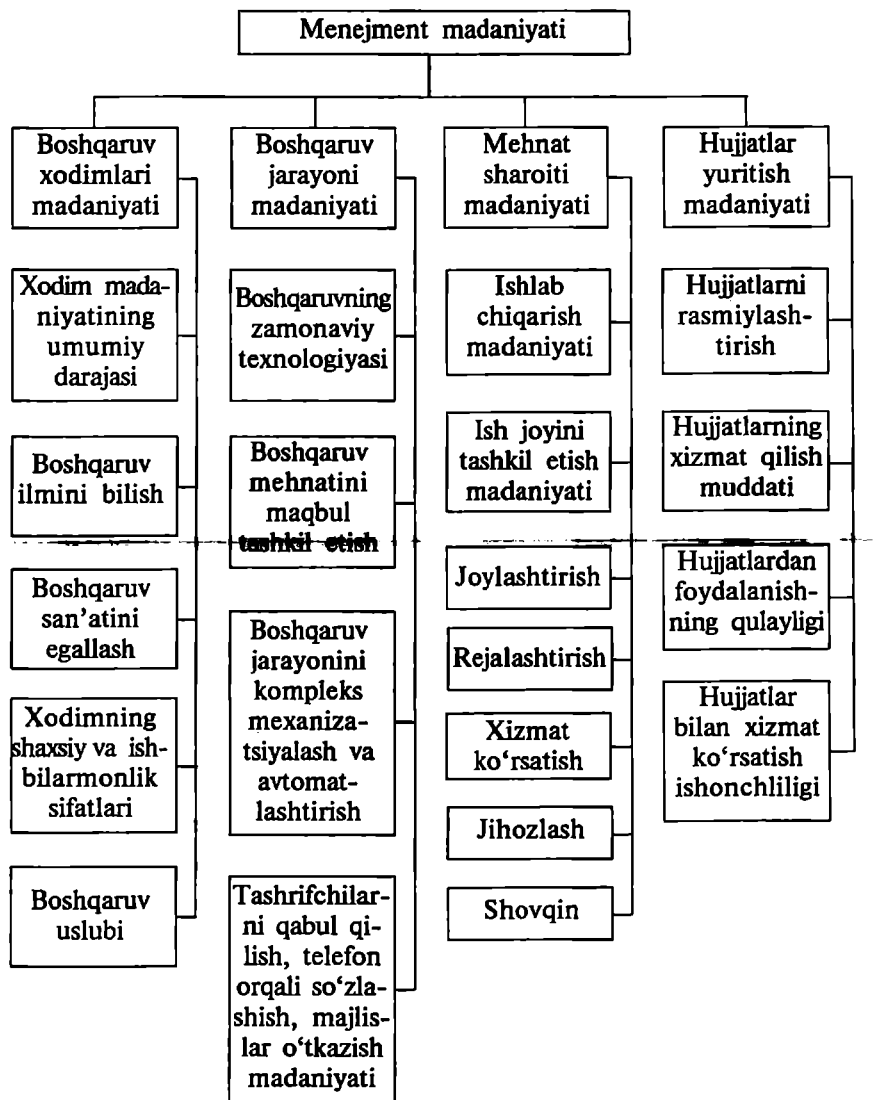 Menejment madaniyati
Boshqaruv
xodimlari
madaniyati
Xodim mada-
niyatining
umumiy
darajasi
Boshqaruv
ilmini bilish
Boshqaruv
san’atini
egallash
Xodimning
shaxsiy va ish-
bilarmonlik
sifatlari
Boshqaruv
uslubi
Boshqaruv
jarayoni
madaniyati
Boshqaruvning
zamonaviy
texnologiyasi
Boshqaruv
mehnatini
maqbul
tashkil etish
Boshqaruv
jarayonini
kompleks
mexaniza-
tsiyalash va
avtomat-
lashtirish
Tashrifchilar-
ni qabul qi-
lish, telefon
orqali so‘zla-
shish, majlis-
lar o‘tkazish
madaniyati
Mehnat
sharoiti
madaniyati
Ishlab
chiqarish
madaniyati
Ish joyini
tashkil etish
madaniyati
Joylashtirish
Rejalashtirish
Xizmat
ko‘rsatish
Jihozlash
Shovqin
Hujjatlar
yuritish
madaniyati
Hujjatlarni
rasmiylash-
tirish
Hujjatlarning
xizmat qilish
muddati
Hujjatlardan
foydalanish-
ning qulayligi
Hujjatlar
bilan xizmat
ko‘rsatish
ishonchliligi